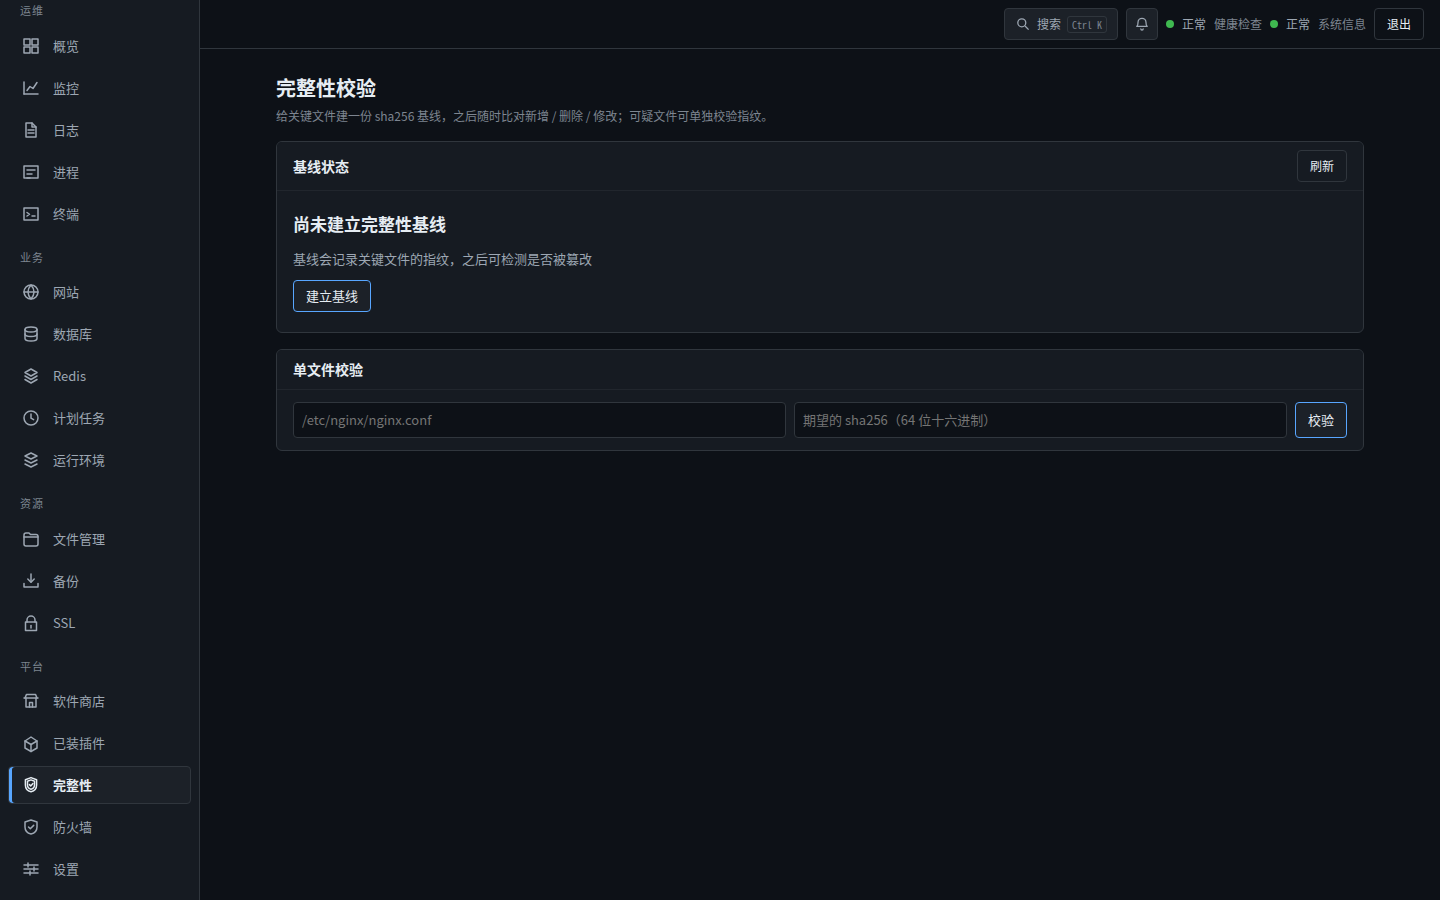 运维
概览
监控
日志
进程
终端
业务
网站
数据库
Redis
计划任务
运行环境
资源
文件管理
备份
SSL
平台
软件商店
已装插件
完整性
防火墙
设置
搜索 Ctrl K 正常 健康检查 正常 系统信息 退出
完整性校验
给关键文件建一份 sha256 基线，之后随时比对新增 / 删除 / 修改；可疑文件可单独校验指纹。
基线状态 刷新
尚未建立完整性基线
基线会记录关键文件的指纹，之后可检测是否被篡改
建立基线
单文件校验
/etc/nginx/nginx.conf 期望的 sha256（64 位十六进制） 校验